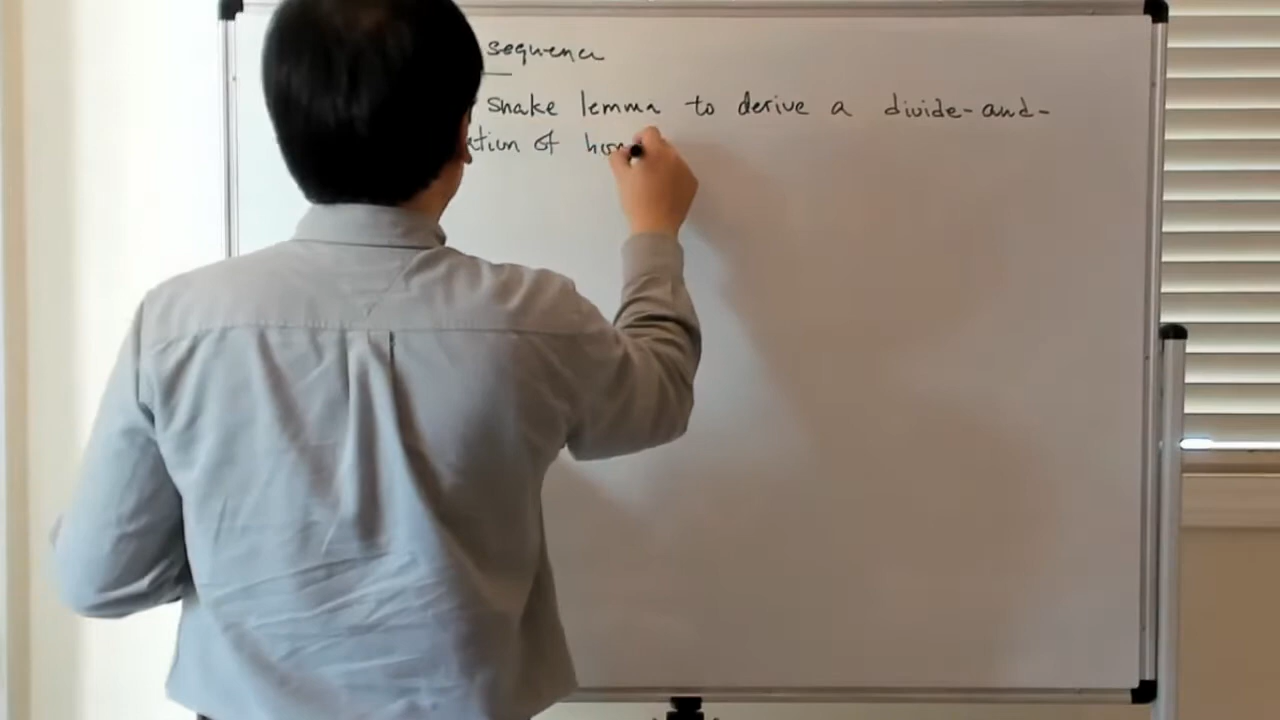 sequence
snake lemma to derive a divide-and-
of